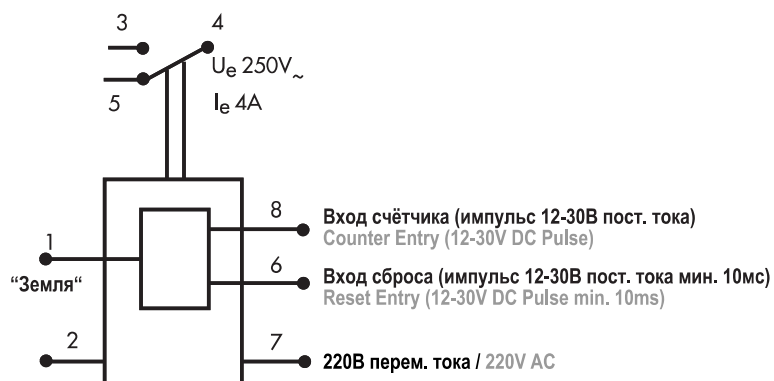 3 4
Ue 250V~
5 Ie 4A
8 Вход счётчика (импульс 12-30В пост. тока)
Counter Entry (12-30V DC Pulse)
1
“Земля“
6 Вход сброса (импульс 12-30В пост. тока мин. 10мс)
Reset Entry (12-30V DC Pulse min. 10ms)
2
7 220В перем. тока / 220V AC